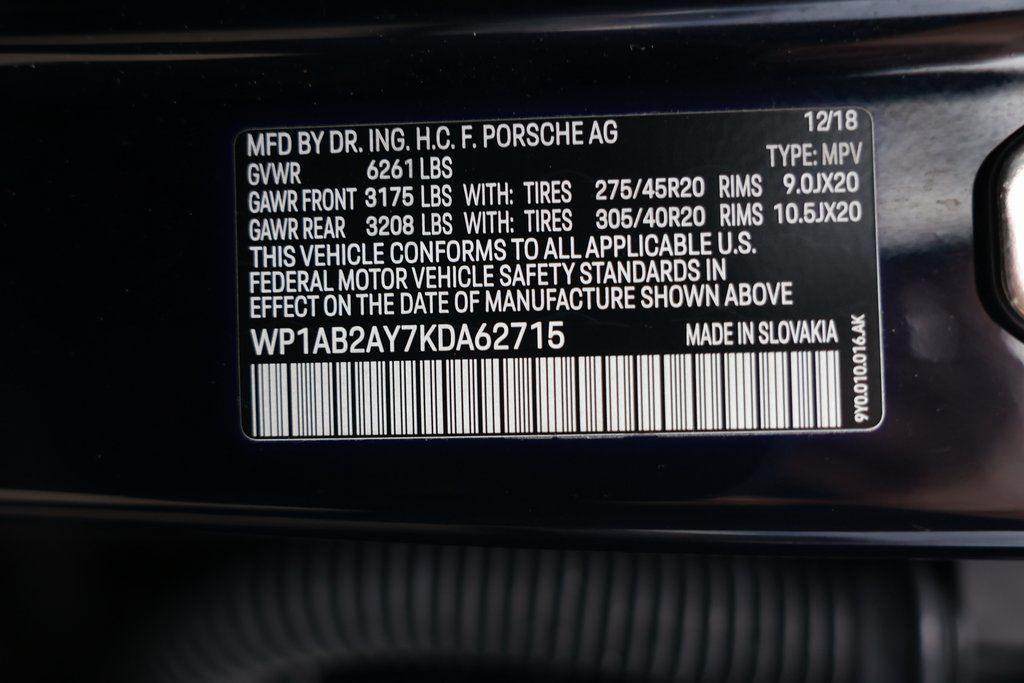 MFD BY DR. ING. H.C. F. PORSCHE AG 12/18
GVWR 6261 LBS TYPE: MPV
GAWR FRONT 3175 LBS WITH: TIRES 275/45R20 RIMS 9.0JX20
GAWR REAR 3208 LBS WITH: TIRES 305/40R20 RIMS 10.5JX20
THIS VEHICLE CONFORMS TO ALL APPLICABLE U.S.
FEDERAL MOTOR VEHICLE SAFETY STANDARDS IN
EFFECT ON THE DATE OF MANUFACTURE SHOWN ABOVE
WP1AB2AY7KDA62715 MADE IN SLOVAKIA
9Y0.010.016.AK